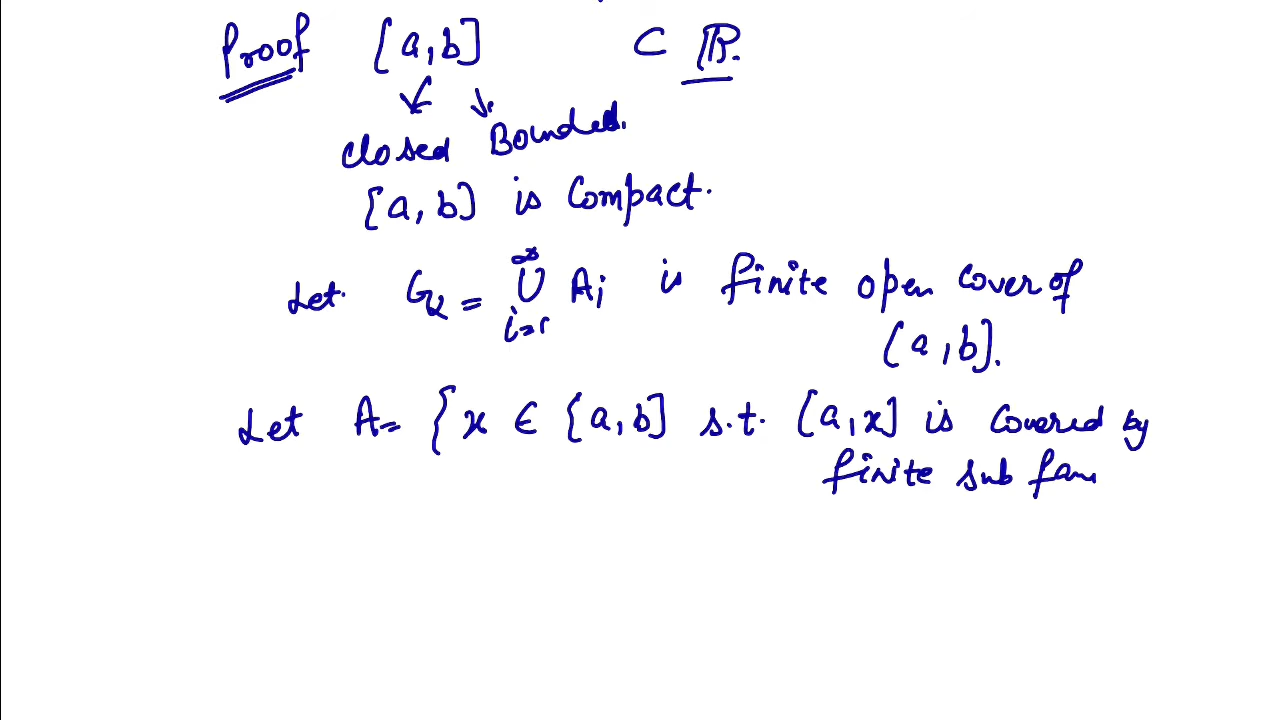 Proof [a,b] ⊂ ℝ.
Closed Bounded.
[a, b] is Compact.
Let G = ∞ ∪ i=1 Ai is finite open cover of
[a, b].
Let A = { x ∈ [a, b] s.t. [a, x] is covered by
finite sub fam